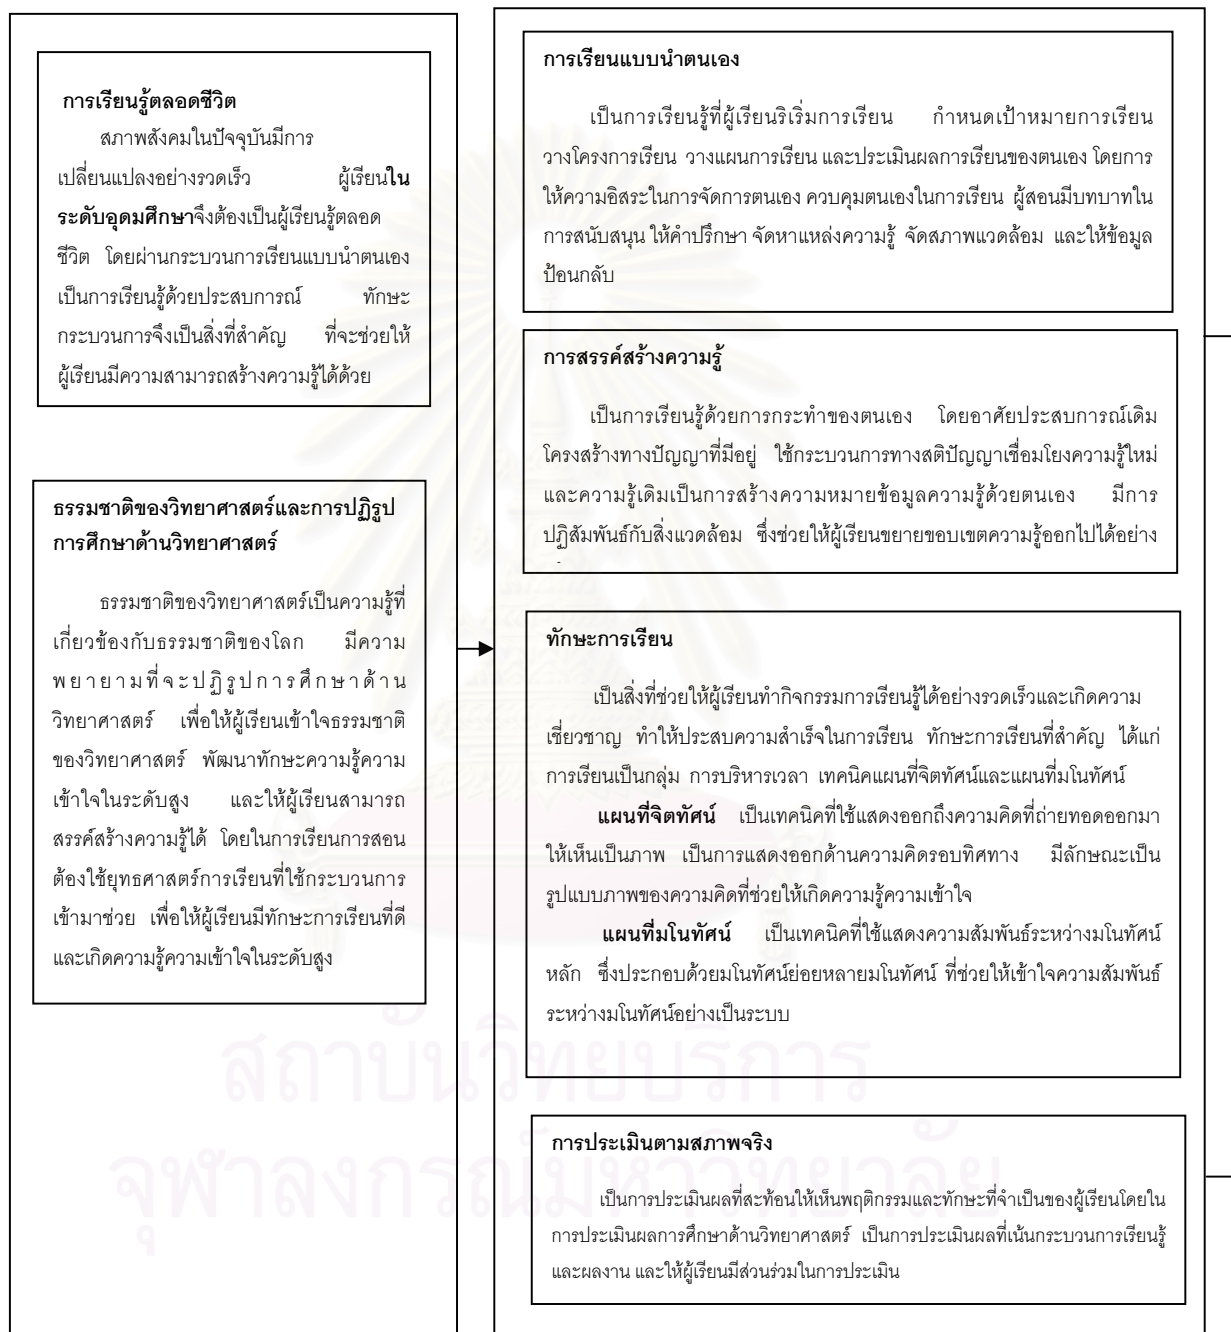 การเรียนรู้ตลอดชีวิต
สภาพสังคมในปัจจุบันมีการ
เปลี่ยนแปลงอย่างรวดเร็ว ผู้เรียนใน
ระดับอุดมศึกษาจึงต้องเป็นผู้เรียนรู้ตลอด
ชีวิต โดยผ่านกระบวนการเรียนแบบนำตนเอง
เป็นการเรียนรู้ด้วยประสบการณ์ ทักษะ
กระบวนการจึงเป็นสิ่งที่สำคัญ ที่จะช่วยให้
ผู้เรียนมีความสามารถสร้างความรู้ได้ด้วย
ธรรมชาติของวิทยาศาสตร์และการปฏิรูป
การศึกษาด้านวิทยาศาสตร์
ธรรมชาติของวิทยาศาสตร์เป็นความรู้ที่
เกี่ยวข้องกับธรรมชาติของโลก มีความ
พยายามที่จะปฏิรูปการศึกษาด้าน
วิทยาศาสตร์ เพื่อให้ผู้เรียนเข้าใจธรรมชาติ
ของวิทยาศาสตร์ พัฒนาทักษะความรู้ความ
เข้าใจในระดับสูง และให้ผู้เรียนสามารถ
สรรค์สร้างความรู้ได้ โดยในการเรียนการสอน
ต้องใช้ยุทธศาสตร์การเรียนที่ใช้กระบวนการ
เข้ามาช่วย เพื่อให้ผู้เรียนมีทักษะการเรียนที่ดี
และเกิดความรู้ความเข้าใจในระดับสูง
การเรียนแบบนำตนเอง
เป็นการเรียนรู้ที่ผู้เรียนริเริ่มการเรียน กำหนดเป้าหมายการเรียน
วางโครงการเรียน วางแผนการเรียน และประเมินผลการเรียนของตนเอง โดยการ
ให้ความอิสระในการจัดการตนเอง ควบคุมตนเองในการเรียน ผู้สอนมีบทบาทใน
การสนับสนุน ให้คำปรึกษา จัดหาแหล่งความรู้ จัดสภาพแวดล้อม และให้ข้อมูล
ป้อนกลับ
การสรรค์สร้างความรู้
เป็นการเรียนรู้ด้วยการกระทำของตนเอง โดยอาศัยประสบการณ์เดิม
โครงสร้างทางปัญญาที่มีอยู่ ใช้กระบวนการทางสติปัญญาเชื่อมโยงความรู้ใหม่
และความรู้เดิมเป็นการสร้างความหมายข้อมูลความรู้ด้วยตนเอง มีการ
ปฏิสัมพันธ์กับสิ่งแวดล้อม ซึ่งช่วยให้ผู้เรียนขยายขอบเขตความรู้ออกไปได้อย่าง
ทักษะการเรียน
เป็นสิ่งที่ช่วยให้ผู้เรียนทำกิจกรรมการเรียนรู้ได้อย่างรวดเร็วและเกิดความ
เชี่ยวชาญ ทำให้ประสบความสำเร็จในการเรียน ทักษะการเรียนที่สำคัญ ได้แก่
การเรียนเป็นกลุ่ม การบริหารเวลา เทคนิคแผนที่จิตทัศน์และแผนที่มโนทัศน์
แผนที่จิตทัศน์ เป็นเทคนิคที่ใช้แสดงออกถึงความคิดที่ถ่ายทอดออกมา
ให้เห็นเป็นภาพ เป็นการแสดงออกด้านความคิดรอบทิศทาง มีลักษณะเป็น
รูปแบบภาพของความคิดที่ช่วยให้เกิดความรู้ความเข้าใจ
แผนที่มโนทัศน์ เป็นเทคนิคที่ใช้แสดงความสัมพันธ์ระหว่างมโนทัศน์
หลัก ซึ่งประกอบด้วยมโนทัศน์ย่อยหลายมโนทัศน์ ที่ช่วยให้เข้าใจความสัมพันธ์
ระหว่างมโนทัศน์อย่างเป็นระบบ
การประเมินตามสภาพจริง
เป็นการประเมินผลที่สะท้อนให้เห็นพฤติกรรมและทักษะที่จำเป็นของผู้เรียนโดยใน
การประเมินผลการศึกษาด้านวิทยาศาสตร์ เป็นการประเมินผลที่เน้นกระบวนการเรียนรู้
และผลงาน และให้ผู้เรียนมีส่วนร่วมในการประเมิน
สถาบันวิทยบริการ
จุฬาลงกรณ์มหาวิทยาลัย